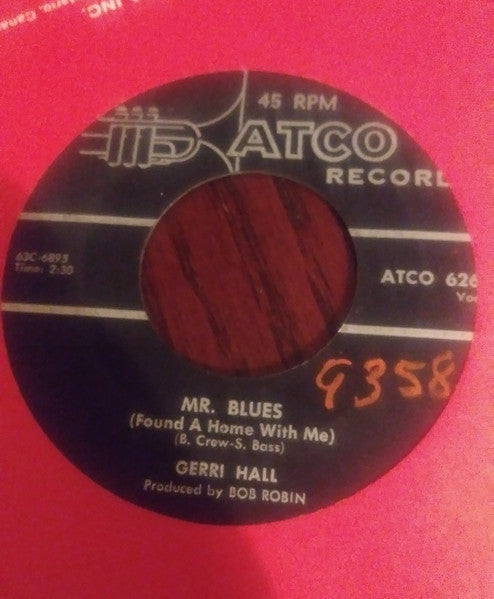 INC.
45 RPM
ATCO
RECORD
63C-6895
Time: 2:30
ATCO 626
9358
MR. BLUES
(Found A Home With Me)
(B. Crew-S. Bass)
GERRI HALL
Produced by BOB ROBIN